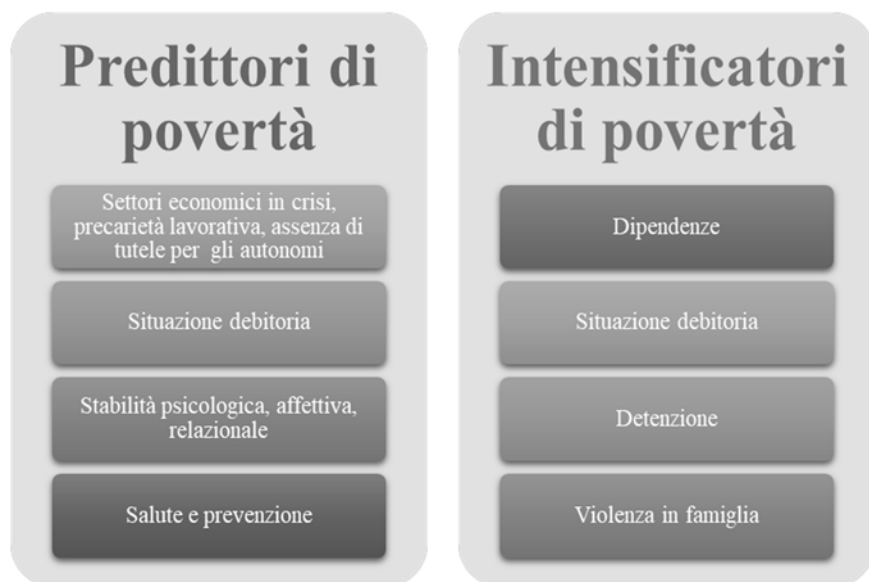 Predittori di
povertà
Settori economici in crisi,
precarietà lavorativa, assenza di
tutele per gli autonomi
Situazione debitoria
Stabilità psicologica, affettiva,
relazionale
Salute e prevenzione
Intensificatori
di povertà
Dipendenze
Situazione debitoria
Detenzione
Violenza in famiglia